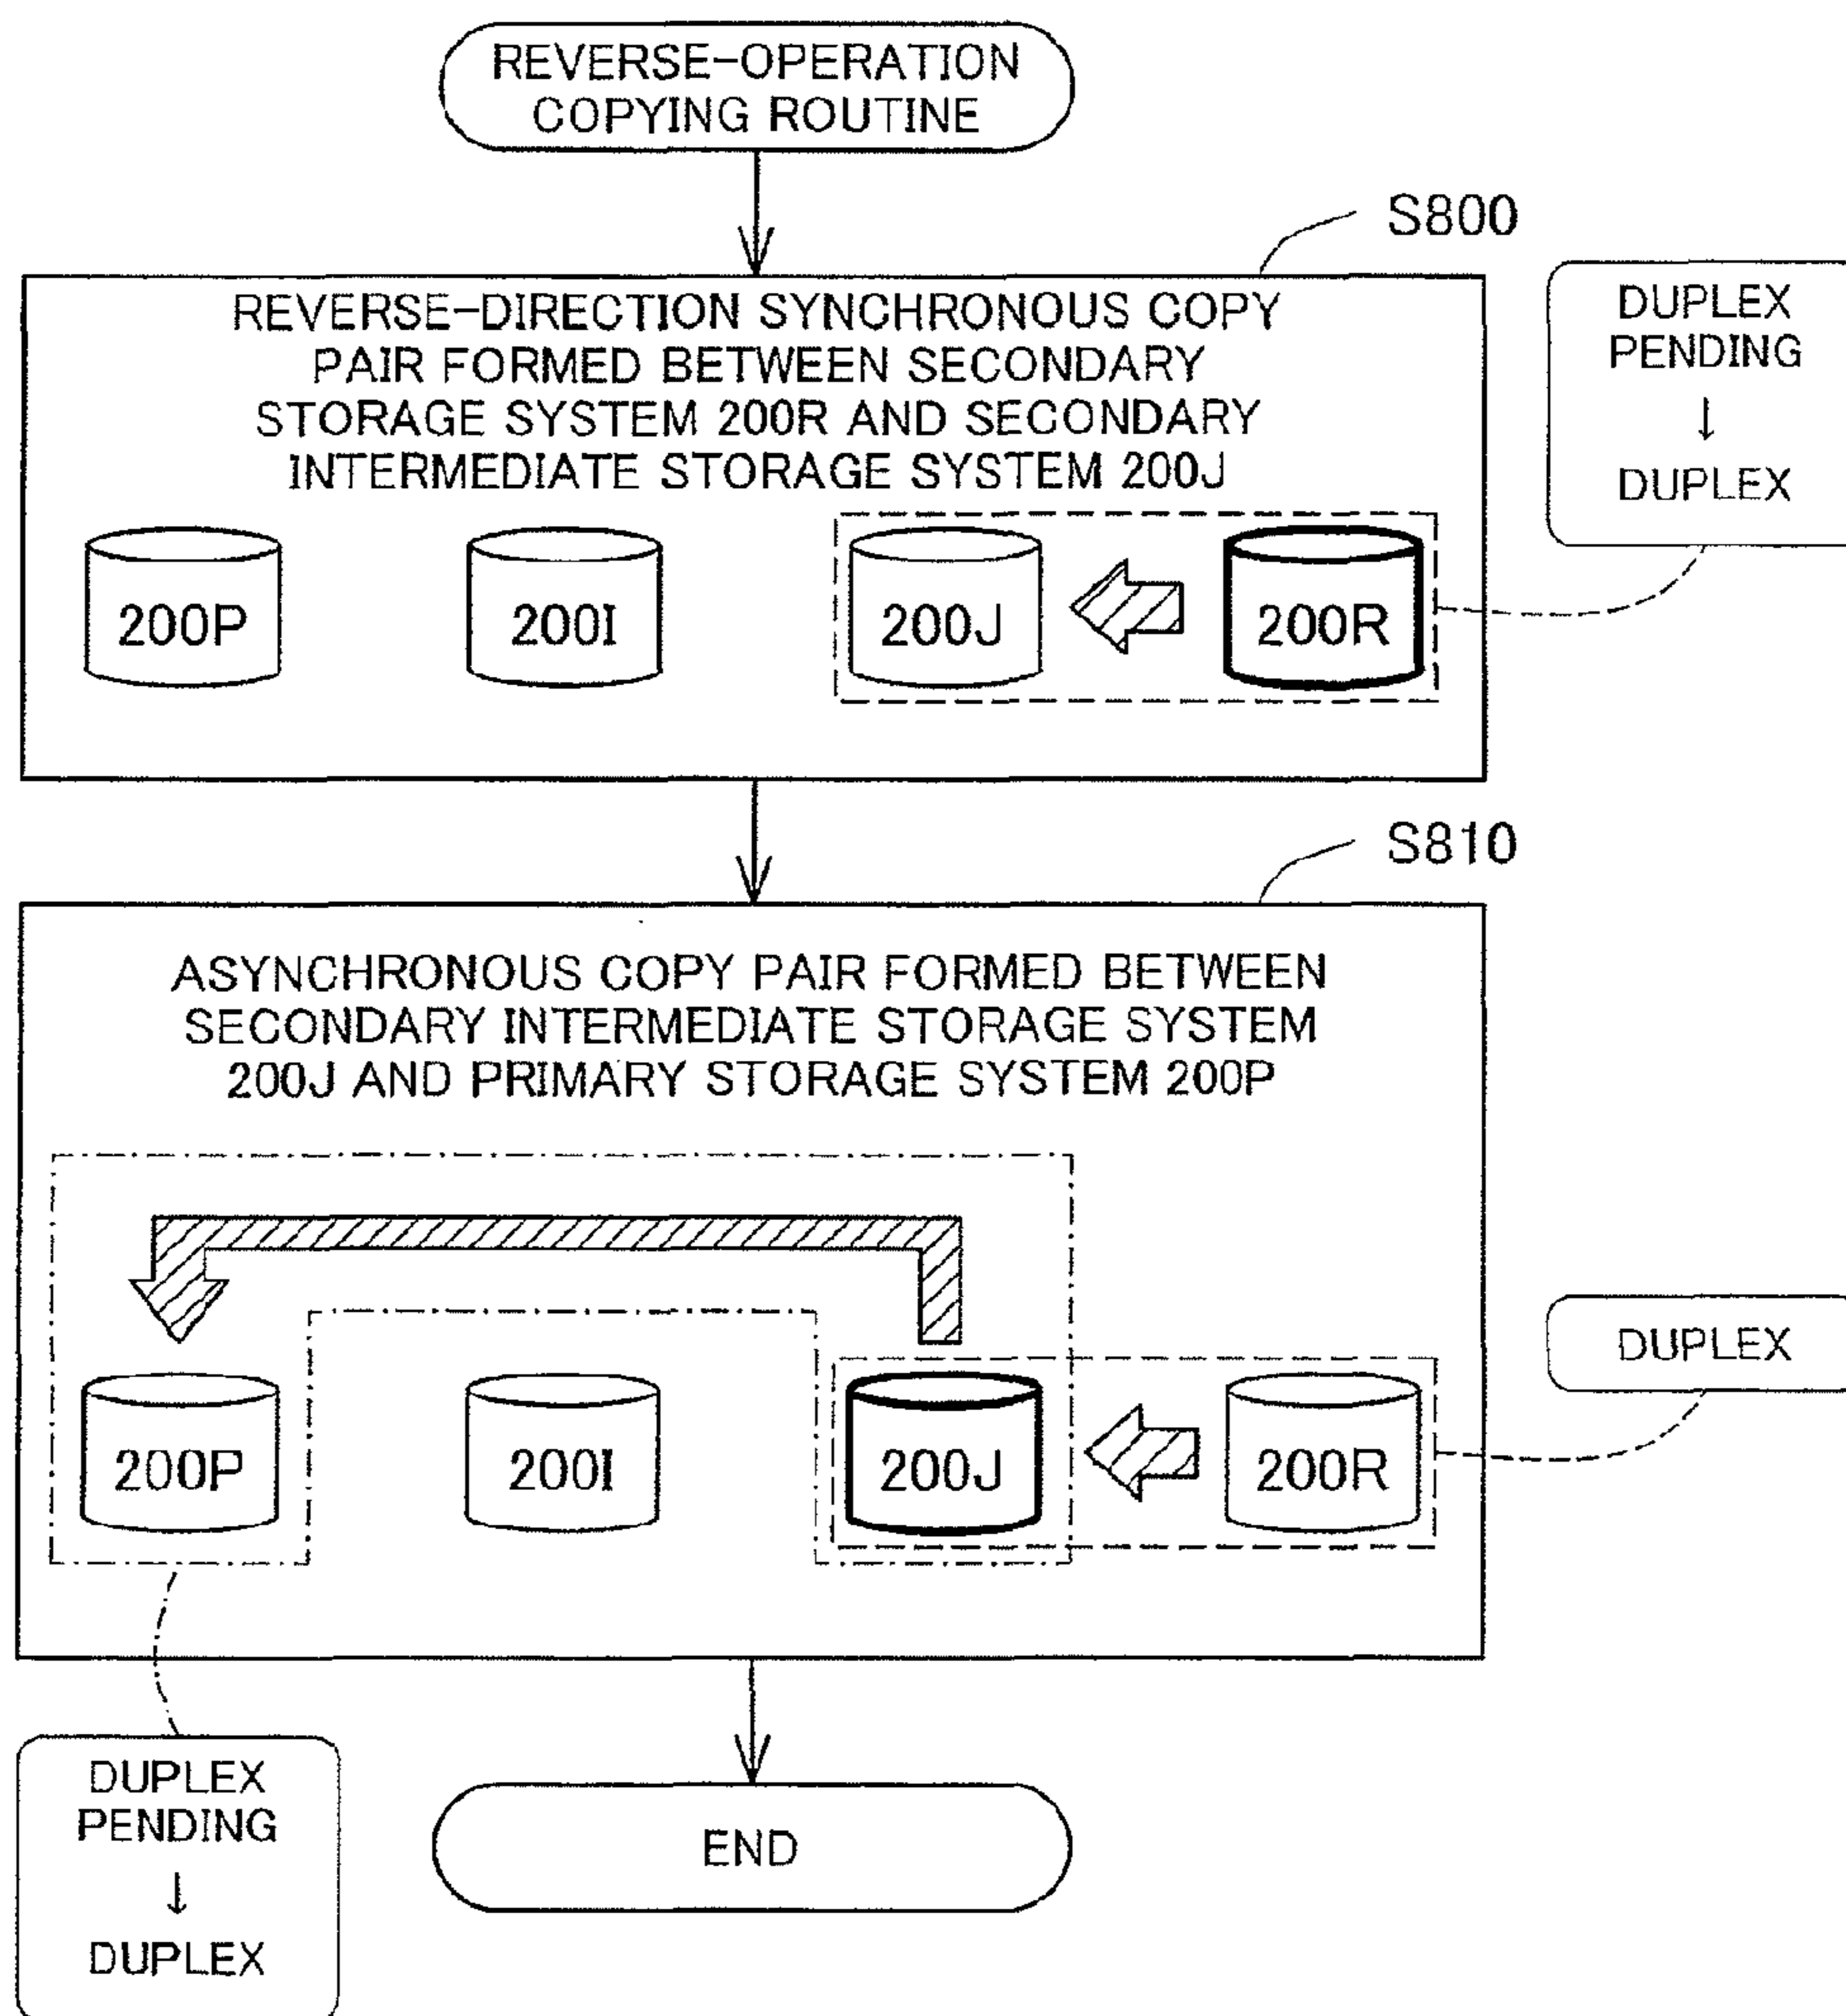 REVERSE-OPERATION
COPYING ROUTINE
S800
REVERSE-DIRECTION SYNCHRONOUS COPY
PAIR FORMED BETWEEN SECONDARY
STORAGE SYSTEM 200R AND SECONDARY
INTERMEDIATE STORAGE SYSTEM 200J
DUPLEX
PENDING
↓
DUPLEX
200P
200I
200J
200R
S810
ASYNCHRONOUS COPY PAIR FORMED BETWEEN
SECONDARY INTERMEDIATE STORAGE SYSTEM
200J AND PRIMARY STORAGE SYSTEM 200P
DUPLEX
200P
200I
200J
200R
DUPLEX
PENDING
↓
DUPLEX
END